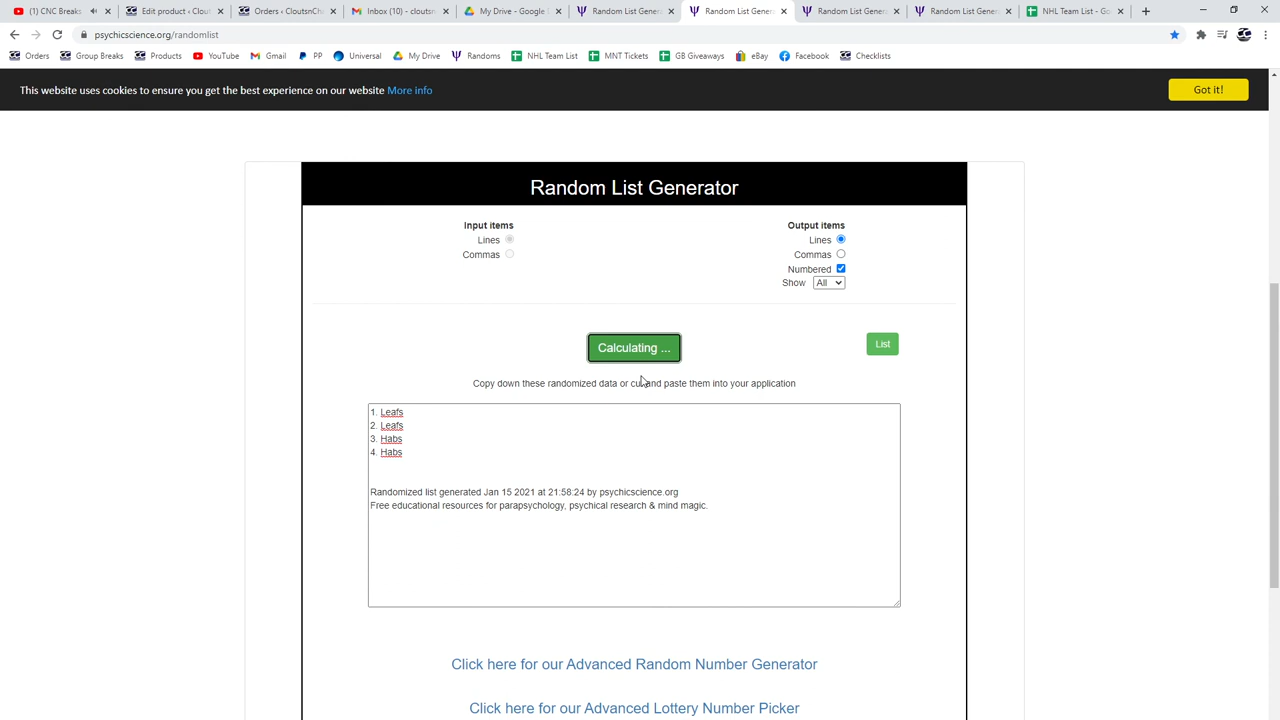 (1) CNC Breaks
Edit product ‹ Clout
Orders ‹ CloutsCh
Inbox (10) - cloutsn
My Drive - Google
Random List Gener
Random List Gener
Random List Gener
Random List Gener
NHL Team List - Go
psychicscience.org/randomlist
Orders
Group Breaks
Products
YouTube
Gmail
PP
Universal
My Drive
Randoms
NHL Team List
MNT Tickets
GB Giveaways
eBay
Facebook
Checklists
This website uses cookies to ensure you get the best experience on our website More info
Got it!
Random List Generator
Input items
Lines
Commas
Output items
Lines
Commas
Numbered
Show All
Calculating ...
List
Copy down these randomized data or cut and paste them into your application
1. Leafs
2. Leafs
3. Habs
4. Habs
Randomized list generated Jan 15 2021 at 21:58:24 by psychicscience.org
Free educational resources for parapsychology, psychical research & mind magic.
Click here for our Advanced Random Number Generator
Click here for our Advanced Lottery Number Picker